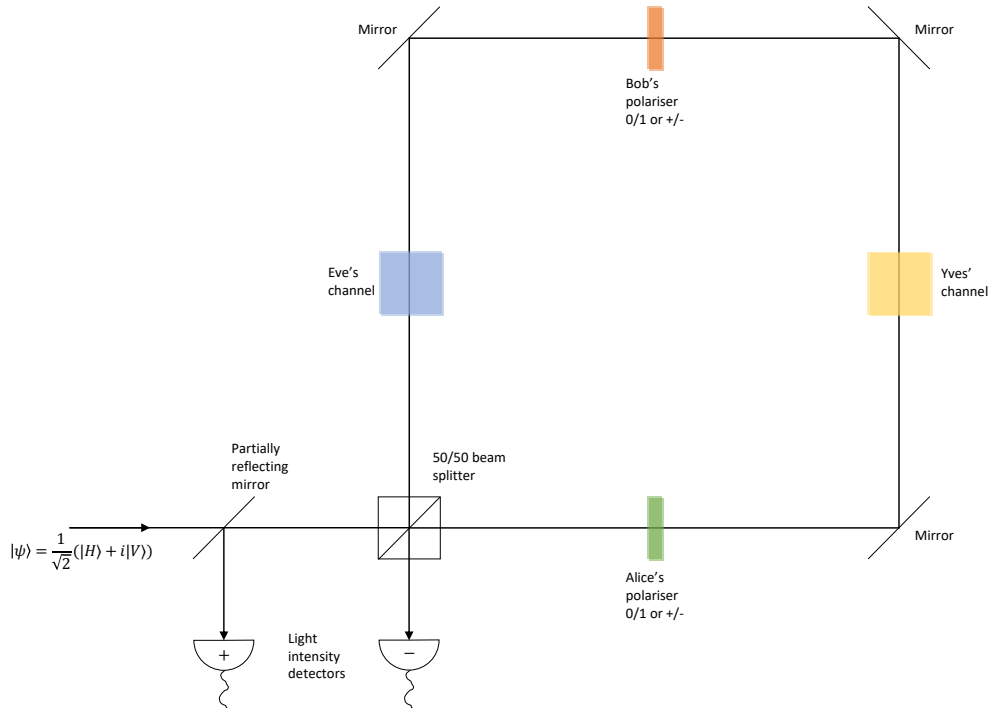 Mirror
Mirror
Bob's
polariser
0/1 or +/-
Eve's
channel
Yves'
channel
Partially
reflecting
mirror
50/50 beam
splitter
|ψ⟩ = 1/√2 (|H⟩ + i|V⟩)
Mirror
Alice's
polariser
0/1 or +/-
Light
intensity
detectors
+
−